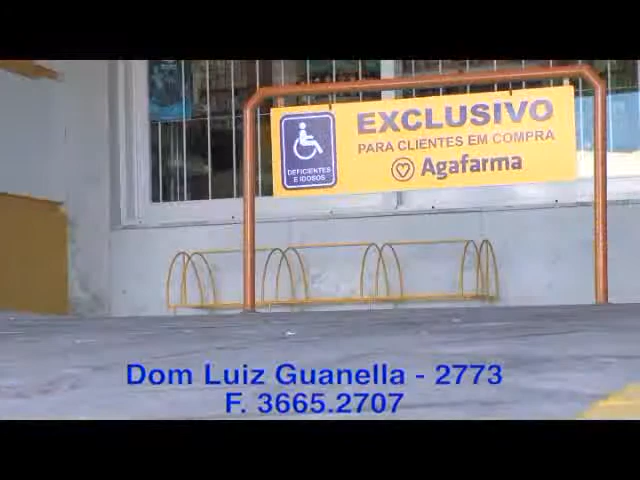 EXCLUSIVO
PARA CLIENTES EM COMPRA
Agafarma
DEFICIENTES
E IDOSOS
Dom Luiz Guanella - 2773
F. 3665.2707